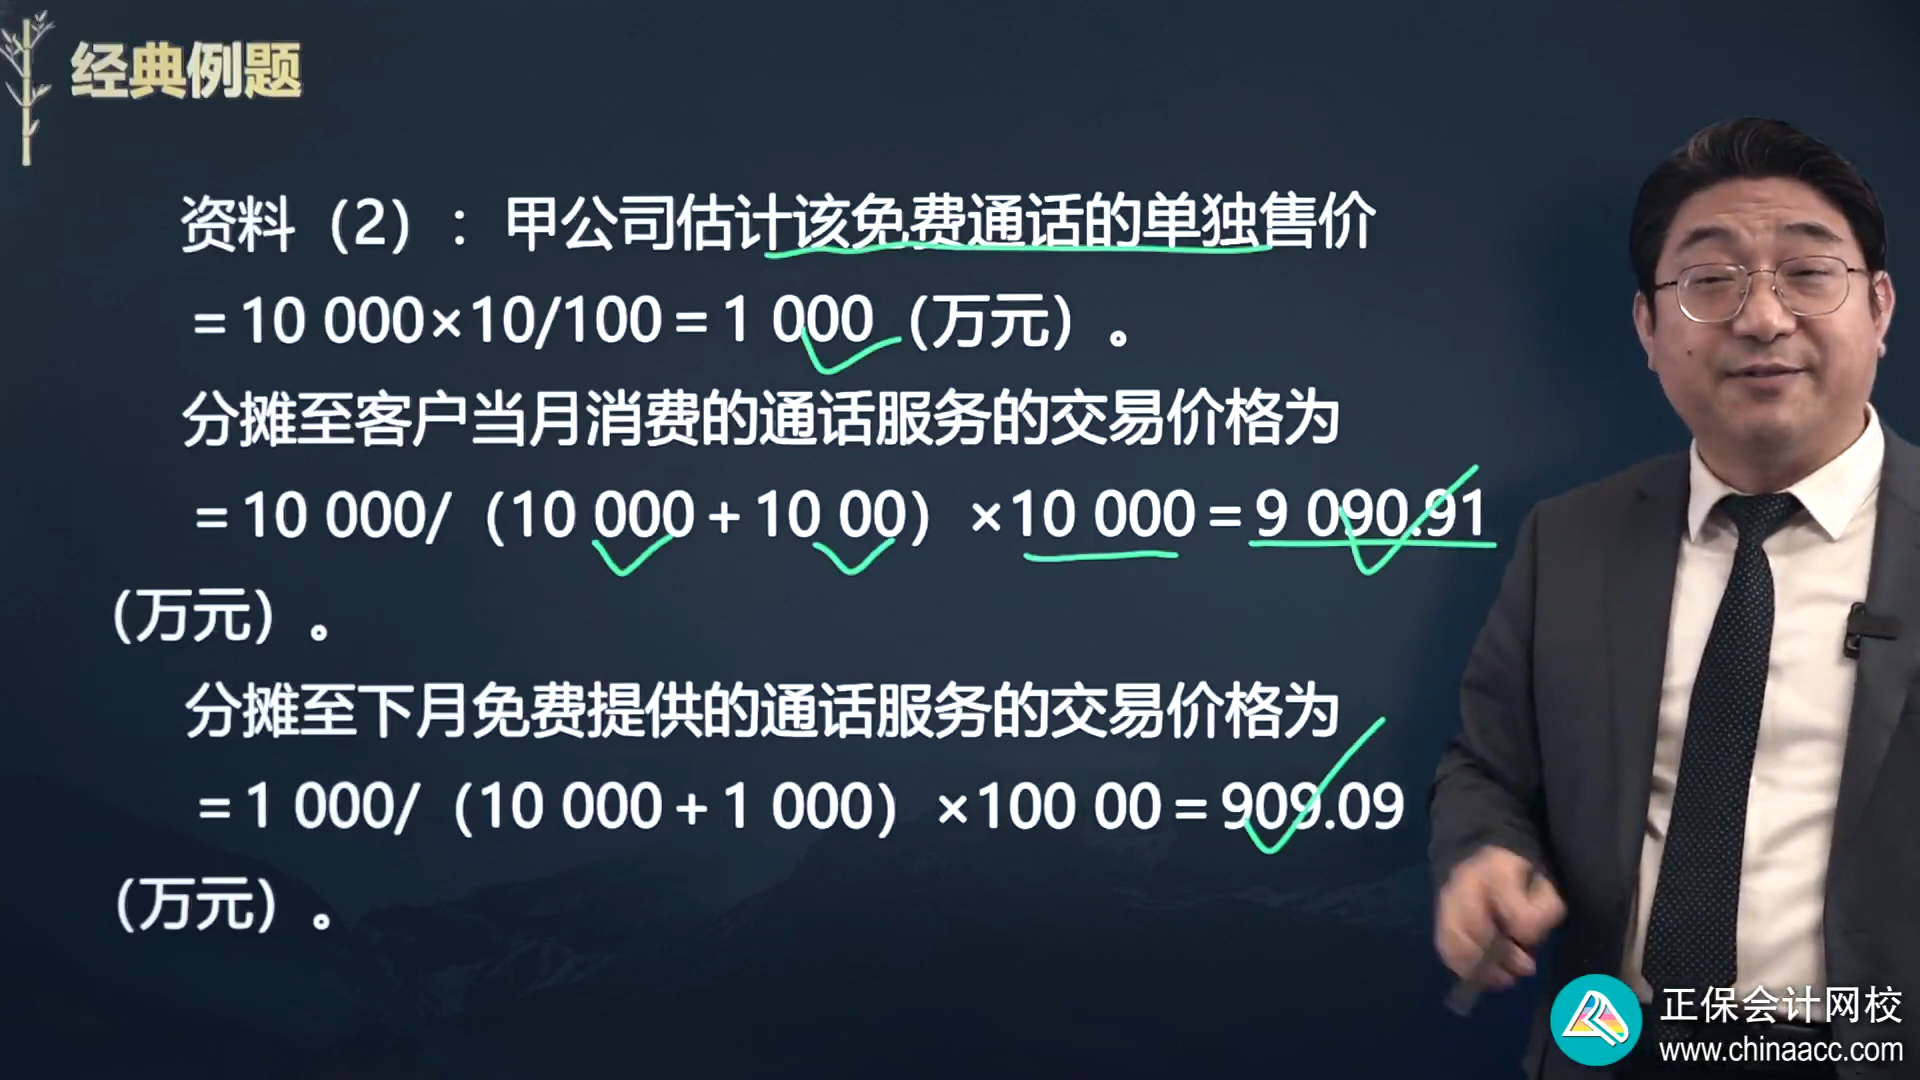 经典例题
资料（2）：甲公司估计该免费通话的单独售价
＝10 000×10/100＝1 000（万元）。
分摊至客户当月消费的通话服务的交易价格为
＝10 000/（10 000＋10 00）×10 000＝9 090.91
（万元）。
分摊至下月免费提供的通话服务的交易价格为
＝1 000/（10 000＋1 000）×100 00＝909.09
（万元）。
正保会计网校
www.chinaacc.com